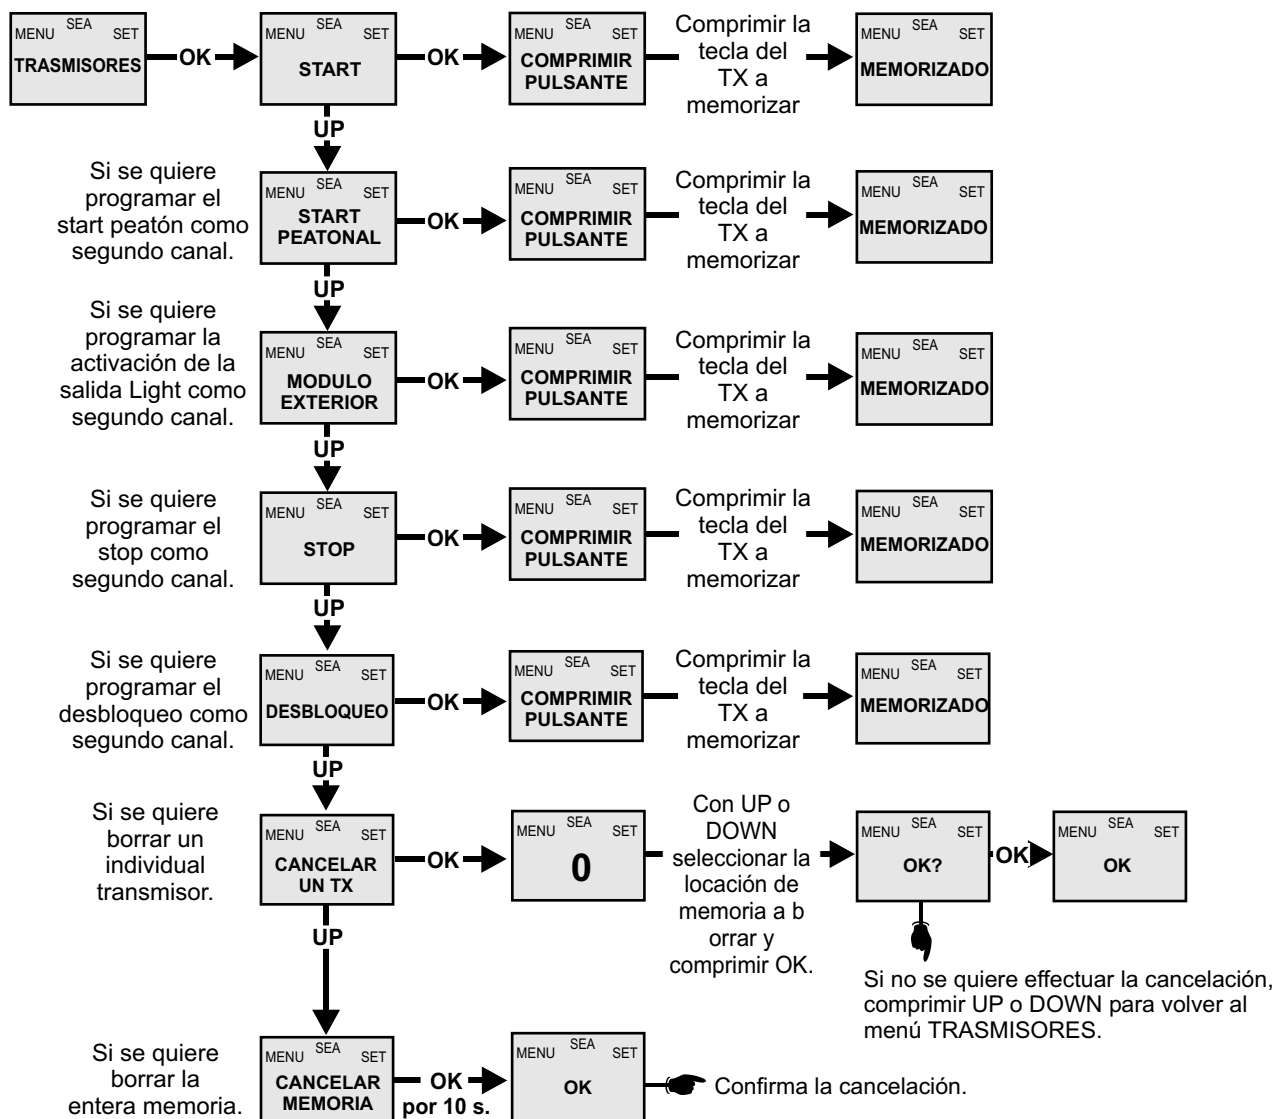 MENU SEA SET
TRASMISORES
OK
MENU SEA SET
START
OK
MENU SEA SET
COMPRIMIR
PULSANTE
Comprimir la
tecla del
TX a
memorizar
MENU SEA SET
MEMORIZADO
UP
Si se quiere
programar el
start peatón como
segundo canal.
MENU SEA SET
START
PEATONAL
OK
MENU SEA SET
COMPRIMIR
PULSANTE
Comprimir la
tecla del
TX a
memorizar
MENU SEA SET
MEMORIZADO
UP
Si se quiere
programar la
activación de la
salida Light como
segundo canal.
MENU SEA SET
MODULO
EXTERIOR
OK
MENU SEA SET
COMPRIMIR
PULSANTE
Comprimir la
tecla del
TX a
memorizar
MENU SEA SET
MEMORIZADO
UP
Si se quiere
programar el
stop como
segundo canal.
MENU SEA SET
STOP
OK
MENU SEA SET
COMPRIMIR
PULSANTE
Comprimir la
tecla del
TX a
memorizar
MENU SEA SET
MEMORIZADO
UP
Si se quiere
programar el
desbloqueo como
segundo canal.
MENU SEA SET
DESBLOQUEO
OK
MENU SEA SET
COMPRIMIR
PULSANTE
Comprimir la
tecla del
TX a
memorizar
MENU SEA SET
MEMORIZADO
UP
Si se quiere
borrar un
individual
transmisor.
MENU SEA SET
CANCELAR
UN TX
OK
MENU SEA SET
0
Con UP o
DOWN
seleccionar la
locación de
memoria a b
orrar y
comprimir OK.
MENU SEA SET
OK?
OK
MENU SEA SET
OK
Si no se quiere effectuar la cancelación,
comprimir UP o DOWN para volver al
menú TRASMISORES.
UP
Si se quiere
borrar la
entera memoria.
MENU SEA SET
CANCELAR
MEMORIA
OK
por 10 s.
MENU SEA SET
OK
Confirma la cancelación.